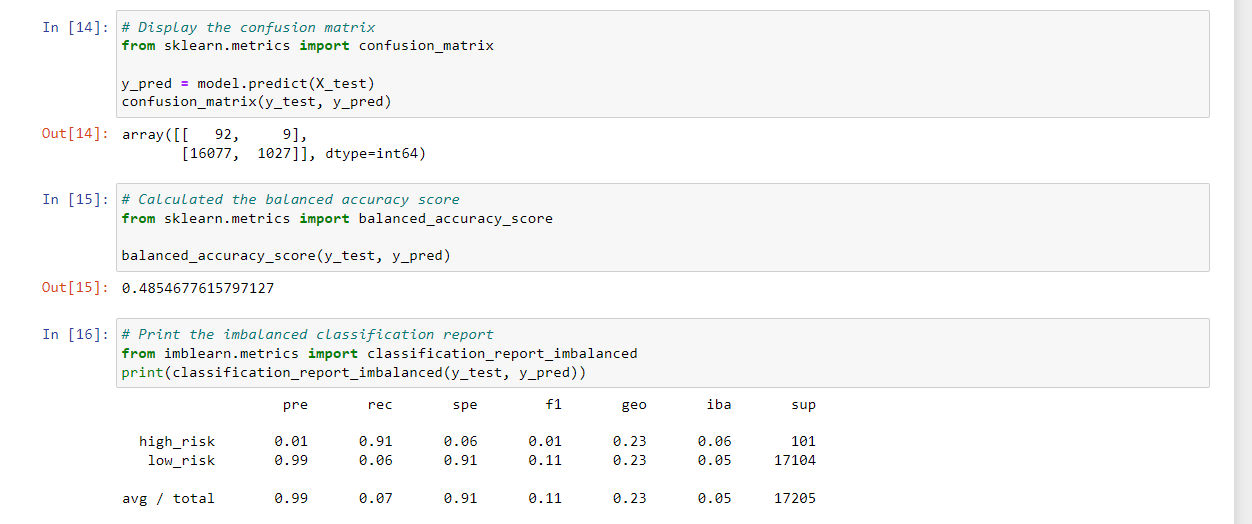 In [14]: # Display the confusion matrix
from sklearn.metrics import confusion_matrix
y_pred = model.predict(X_test)
confusion_matrix(y_test, y_pred)
Out[14]: array([[   92,     9],
       [16077,  1027]], dtype=int64)
In [15]: # Calculated the balanced accuracy score
from sklearn.metrics import balanced_accuracy_score
balanced_accuracy_score(y_test, y_pred)
Out[15]: 0.4854677615797127
In [16]: # Print the imbalanced classification report
from imblearn.metrics import classification_report_imbalanced
print(classification_report_imbalanced(y_test, y_pred))
pre rec spe f1 geo iba sup
high_risk 0.01 0.91 0.06 0.01 0.23 0.06 101
low_risk 0.99 0.06 0.91 0.11 0.23 0.05 17104
avg / total 0.99 0.07 0.91 0.11 0.23 0.05 17205